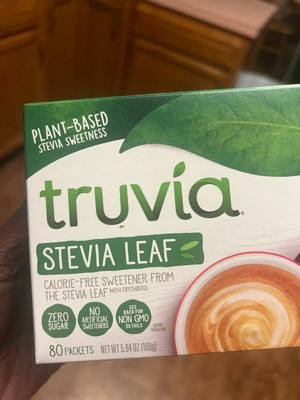 PLANT-BASED
STEVIA SWEETNESS
truvia®
STEVIA LEAF
CALORIE-FREE SWEETENER FROM
THE STEVIA LEAF WITH ERYTHRITOL
ZERO
SUGAR
NO
ARTIFICIAL
SWEETENERS
SEE
BACK FOR
NON GMO
DETAILS
80 PACKETS
NET WT 5.64 OZ (160g)